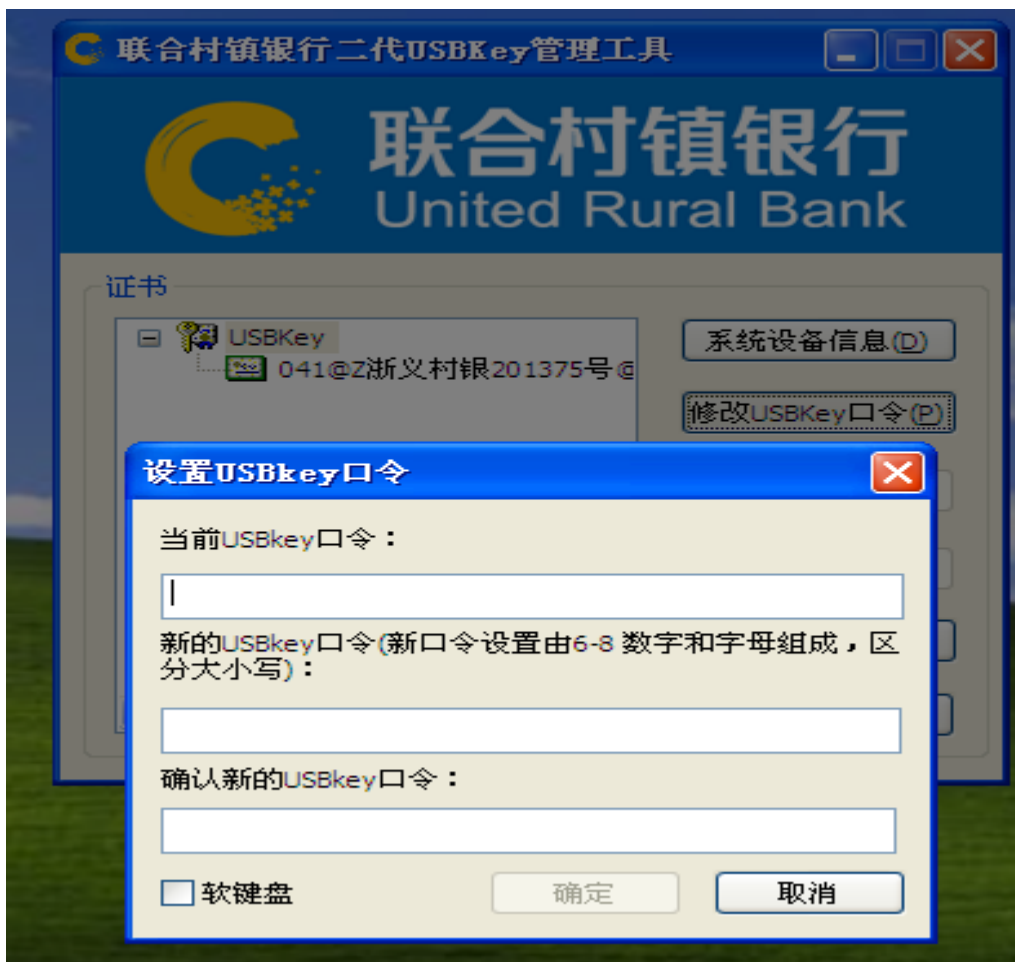 联合村镇银行二代USBKey管理工具
联合村镇银行
United Rural Bank
证书
USBKey
041@Z浙义村银201375号@
系统设备信息(D)
修改USBKey口令(P)
设置USBkey口令
当前USBkey口令：
新的USBkey口令(新口令设置由6-8 数字和字母组成，区
分大小写)：
确认新的USBkey口令：
软键盘
确定
取消